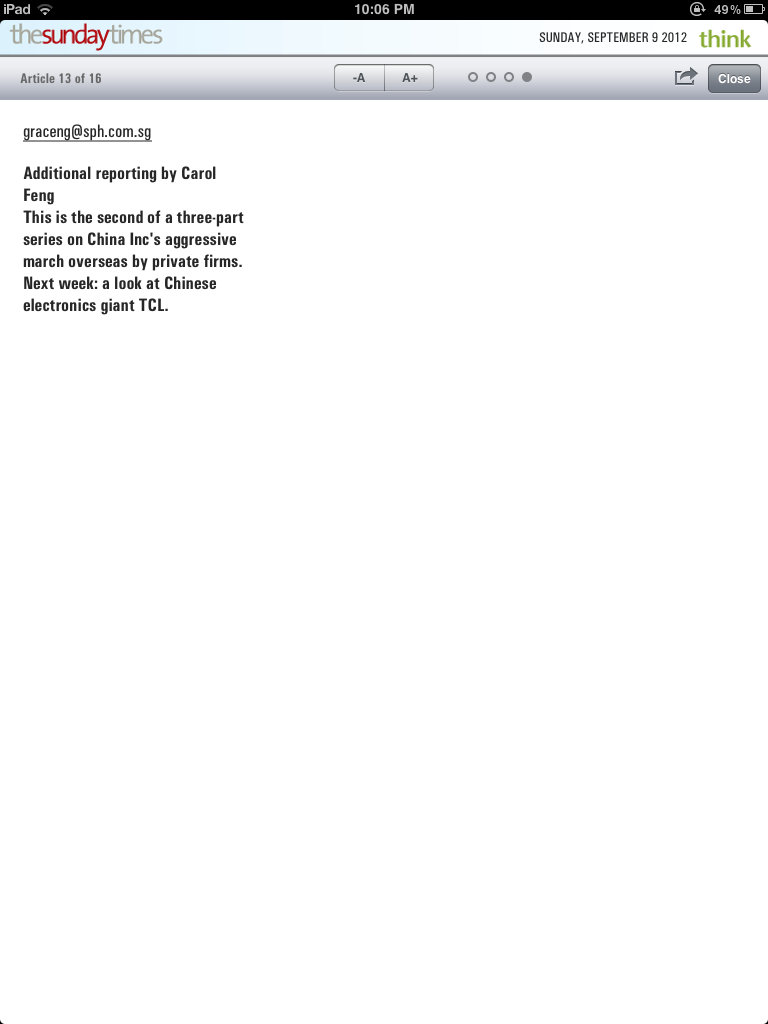 iPad 10:06 PM 49%
thesundaytimes SUNDAY, SEPTEMBER 9 2012 think
Article 13 of 16 -A A+ Close
graceng@sph.com.sg
Additional reporting by Carol
Feng
This is the second of a three-part
series on China Inc's aggressive
march overseas by private firms.
Next week: a look at Chinese
electronics giant TCL.